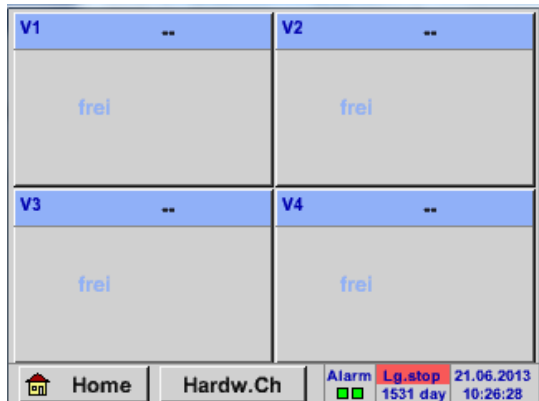 V1 --
V2 --
frei
frei
V3 --
V4 --
frei
frei
Home
Hardw.Ch
Alarm
Lg.stop
1531 day
21.06.2013
10:26:28